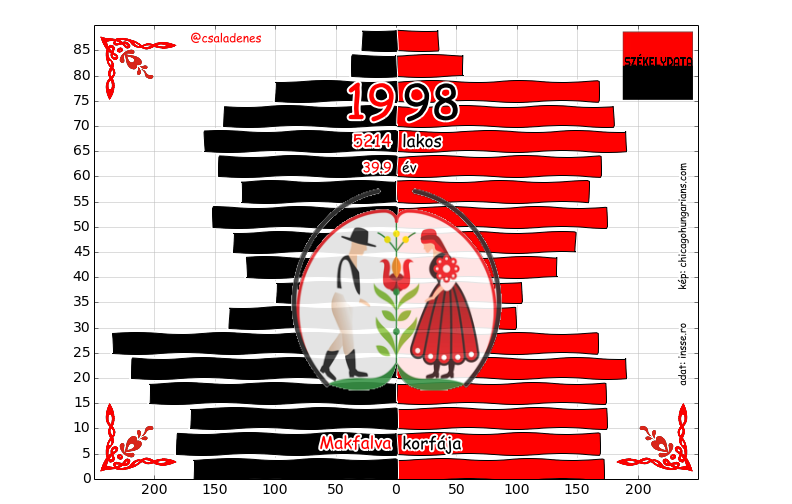 @csaladenes
SZÉKELYDATA
1998
5214 lakos
39.9 év
kép: chicagohungarians.com
adat: insse.ro
Makfalva korfája
85
80
75
70
65
60
55
50
45
40
35
30
25
20
15
10
5
0
200 150 100 50 0 50 100 150 200